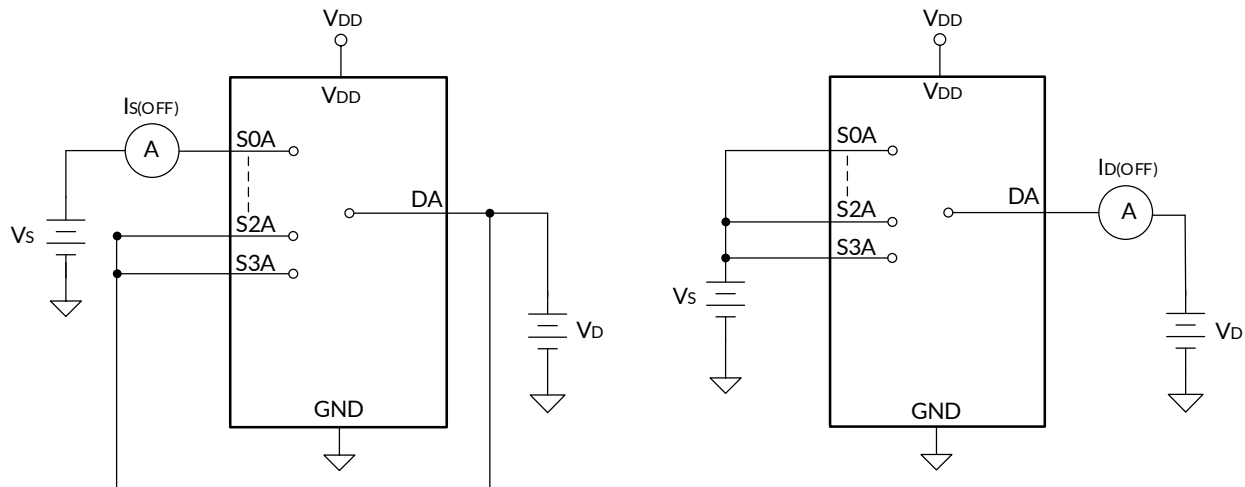 VDD
VDD
IS(OFF)
A
S0A
DA
S2A
S3A
VS
VD
GND
VDD
VDD
S0A
ID(OFF)
DA
A
S2A
S3A
VS
VD
GND